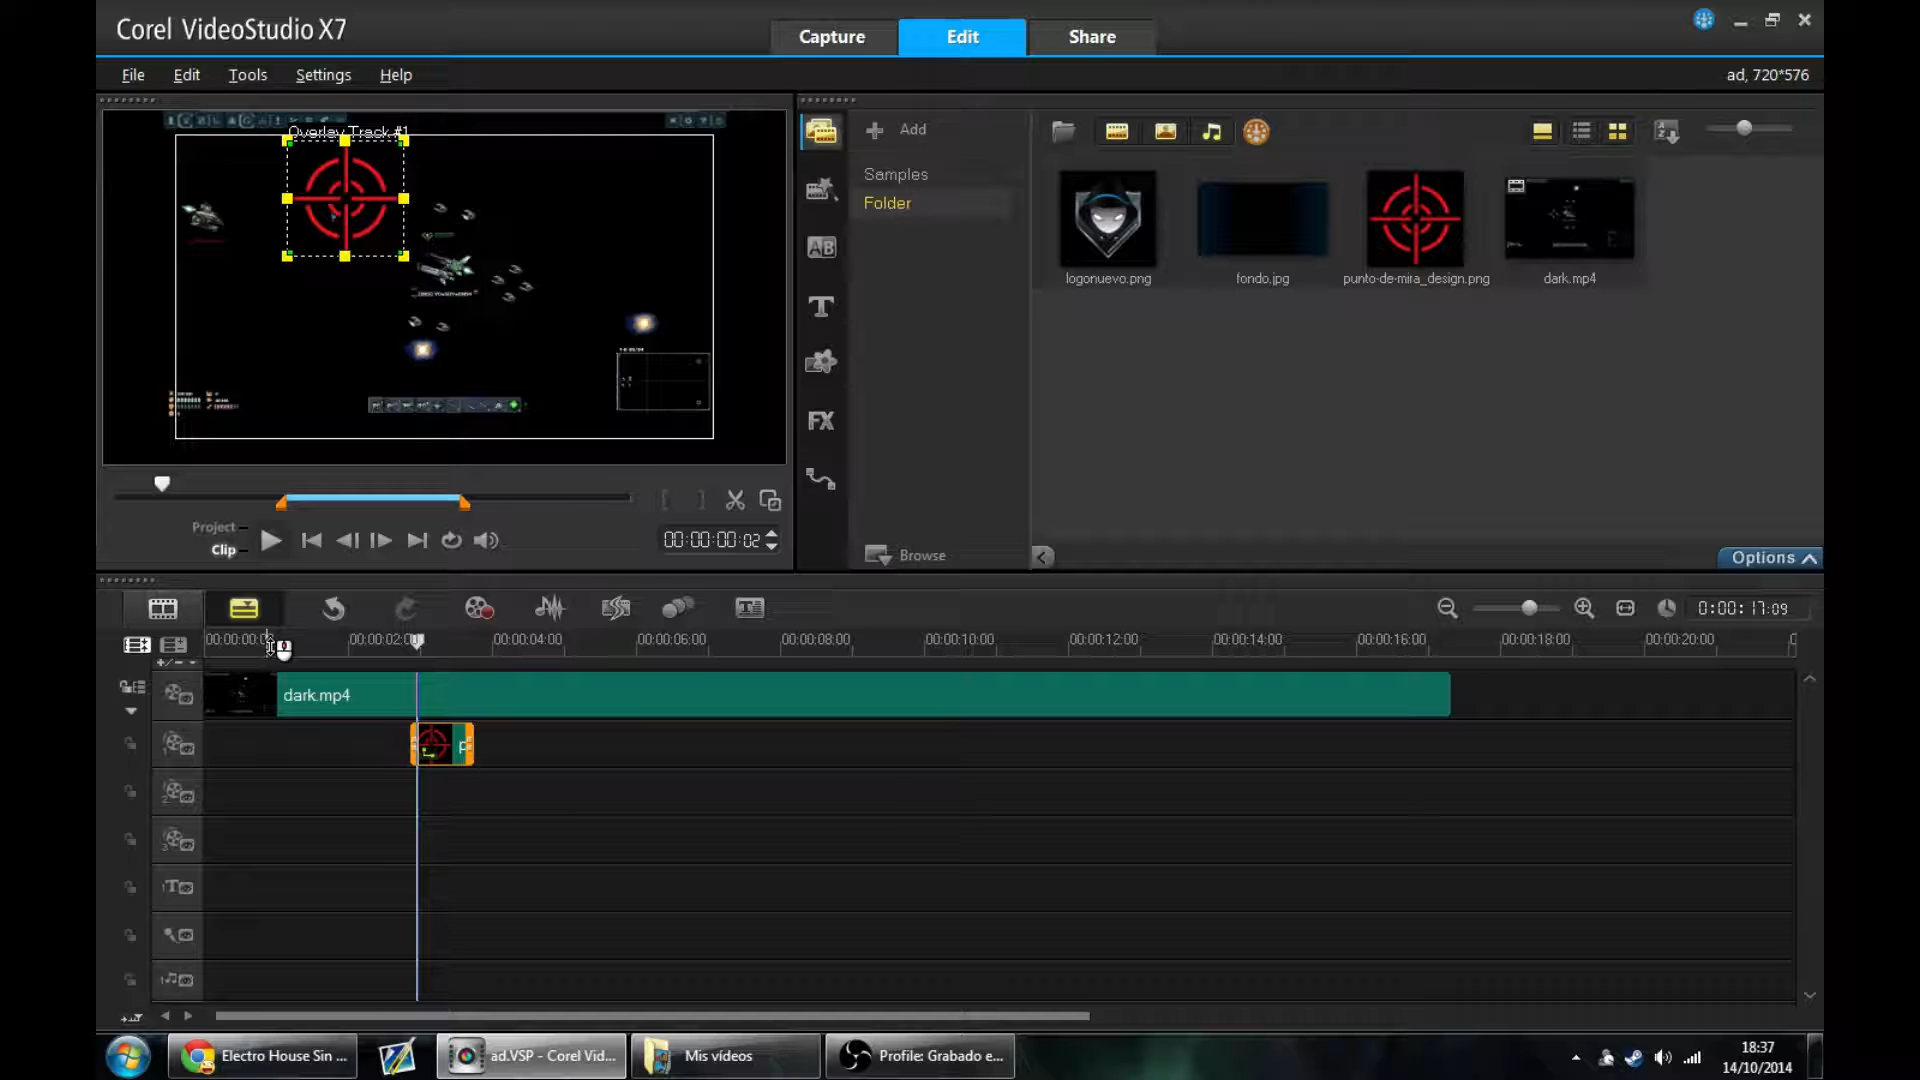 Corel VideoStudio X7
Capture
Edit
Share
File
Edit
Tools
Settings
Help
ad, 720*576
Overlay Track #1
Add
Samples
Folder
logonuevo.png
fondo.jpg
punto-de-mira_design.png
dark.mp4
Project
Clip
00:00:00:02
Browse
Options
0:00:17:09
00:00:02:00
00:00:04:00
00:00:06:00
00:00:08:00
00:00:10:00
00:00:12:00
00:00:14:00
00:00:16:00
00:00:18:00
00:00:20:00
dark.mp4
Electro House Sin ...
ad.VSP - Corel Vid...
Mis vídeos
Profile: Grabado e...
18:37
14/10/2014